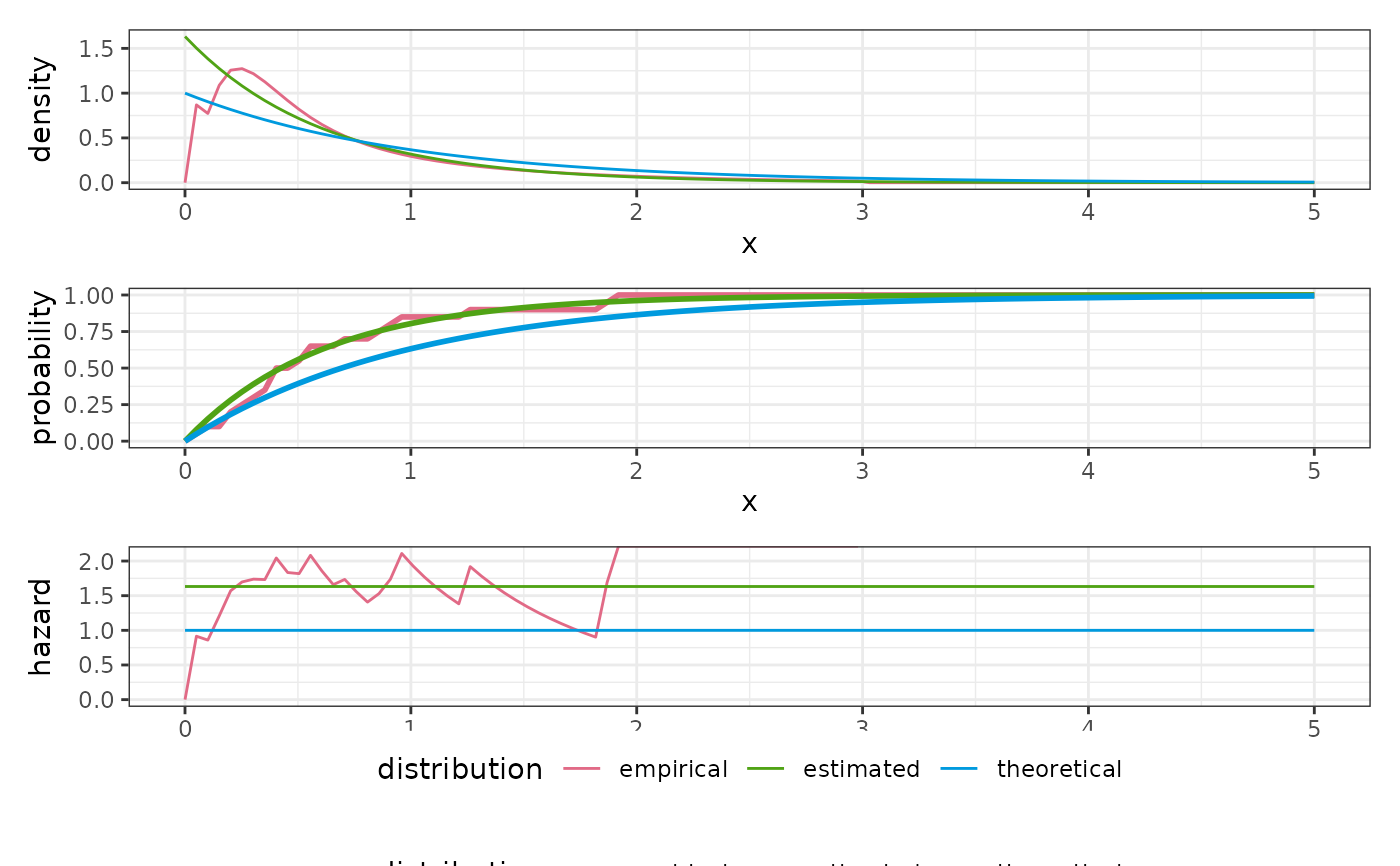 density
1.5
1.0
0.5
0.0
0 1 2 3 4 5
x
probability
1.00
0.75
0.50
0.25
0.00
0 1 2 3 4 5
x
hazard
2.0
1.5
1.0
0.5
0.0
0 1 2 3 4 5
distribution empirical estimated theoretical